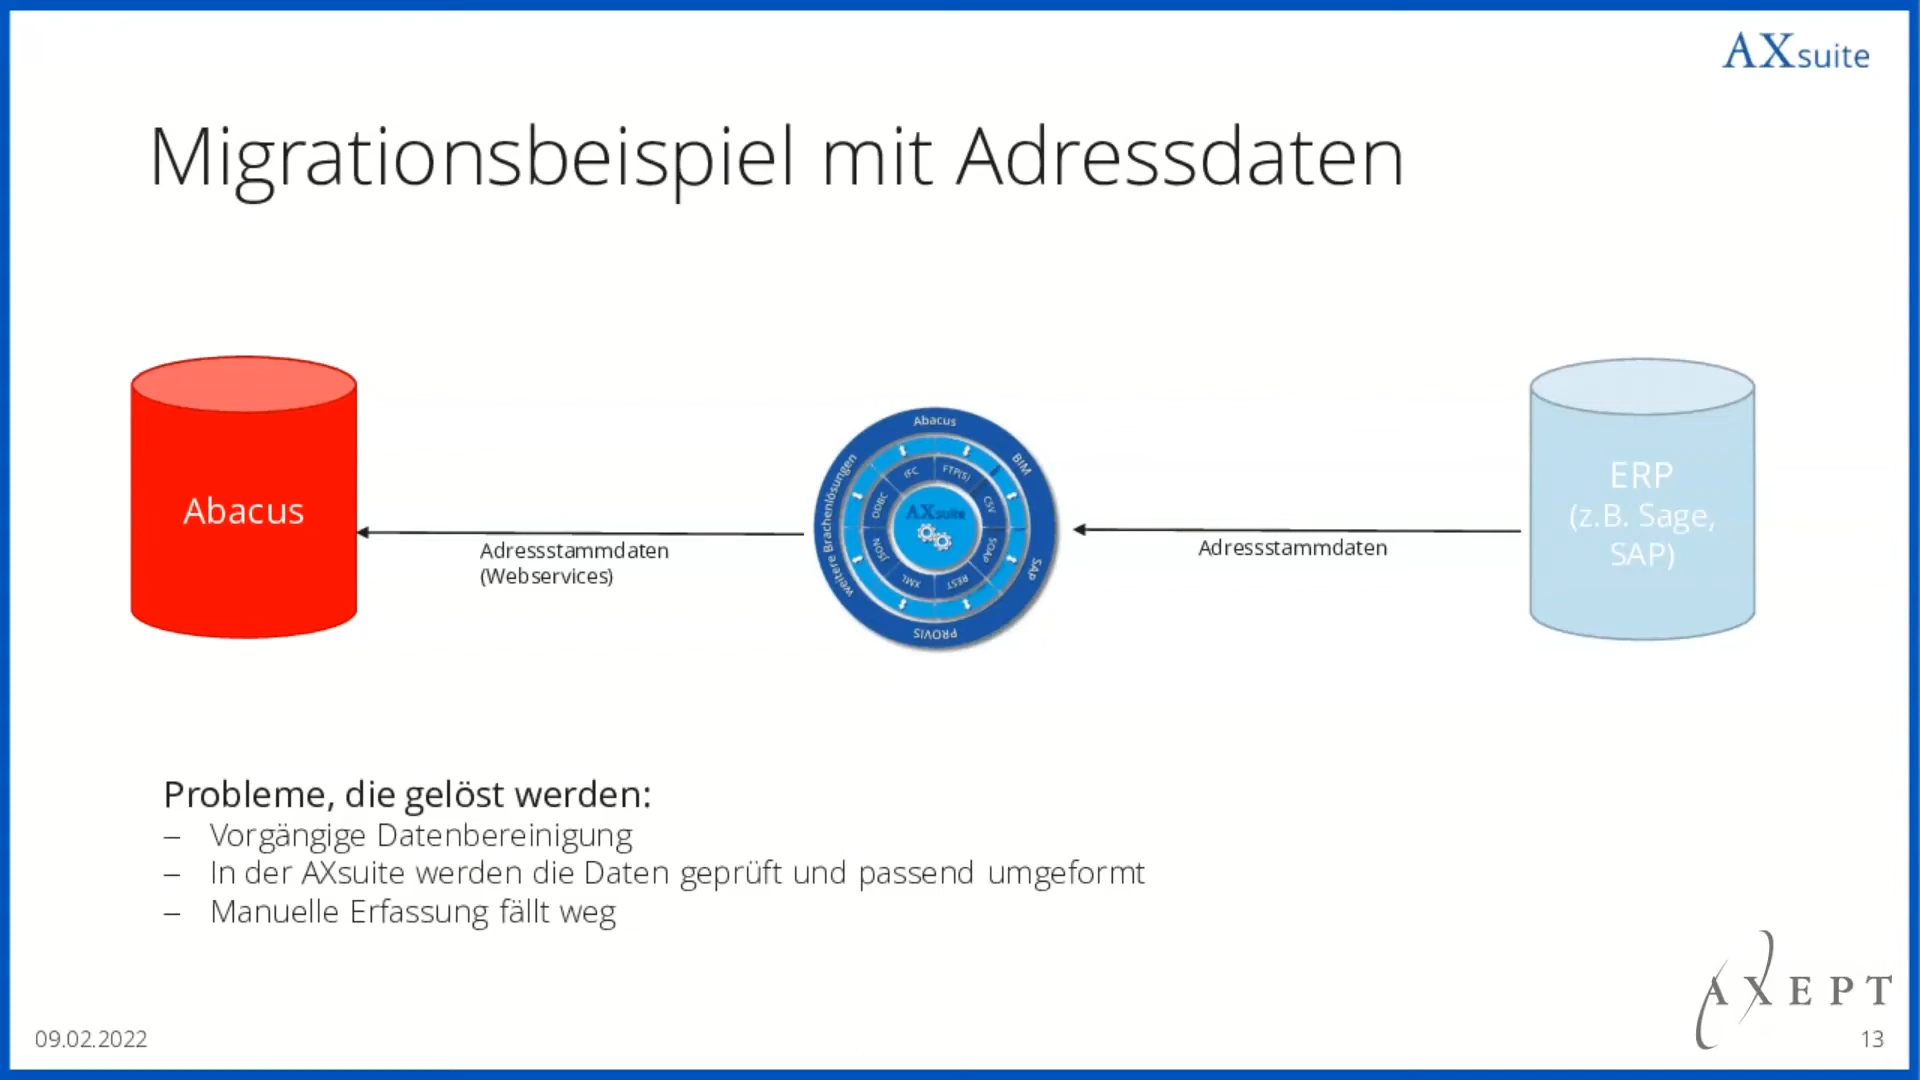 AXsuite
Migrationsbeispiel mit Adressdaten
Abacus
Adressstammdaten
(Webservices)
Abacus
BIM
SAP
PROVIS
Weitere Brachenlösungen
IFC
FTP(S)
CSV
SOAP
REST
XML
JSON
ODBC
AXsuite
Adressstammdaten
ERP
(z.B. Sage,
SAP)
Probleme, die gelöst werden:
– Vorgängige Datenbereinigung
– In der AXsuite werden die Daten geprüft und passend umgeformt
– Manuelle Erfassung fällt weg
AXEPT
09.02.2022
13